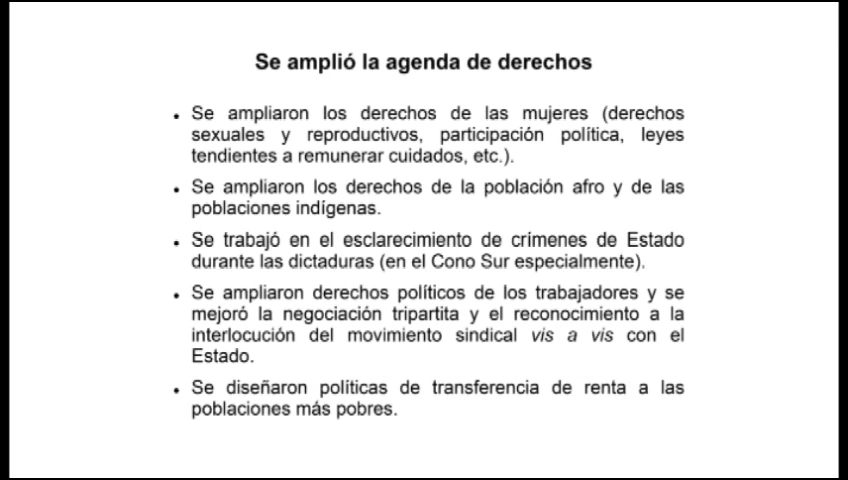 Se amplió la agenda de derechos
• Se ampliaron los derechos de las mujeres (derechos
sexuales y reproductivos, participación política, leyes
tendientes a remunerar cuidados, etc.).
• Se ampliaron los derechos de la población afro y de las
poblaciones indígenas.
• Se trabajó en el esclarecimiento de crímenes de Estado
durante las dictaduras (en el Cono Sur especialmente).
• Se ampliaron derechos políticos de los trabajadores y se
mejoró la negociación tripartita y el reconocimiento a la
interlocución del movimiento sindical vis a vis con el
Estado.
• Se diseñaron políticas de transferencia de renta a las
poblaciones más pobres.